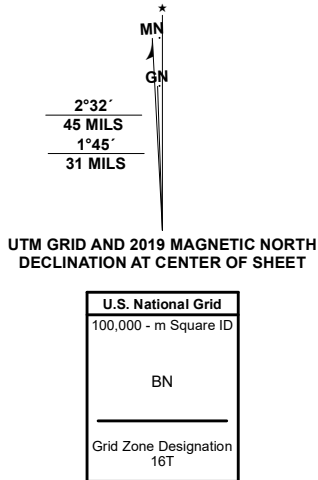 MN
GN
2°32´
45 MILS
1°45´
31 MILS
UTM GRID AND 2019 MAGNETIC NORTH
DECLINATION AT CENTER OF SHEET
U.S. National Grid
100,000 - m Square ID
BN
Grid Zone Designation
16T